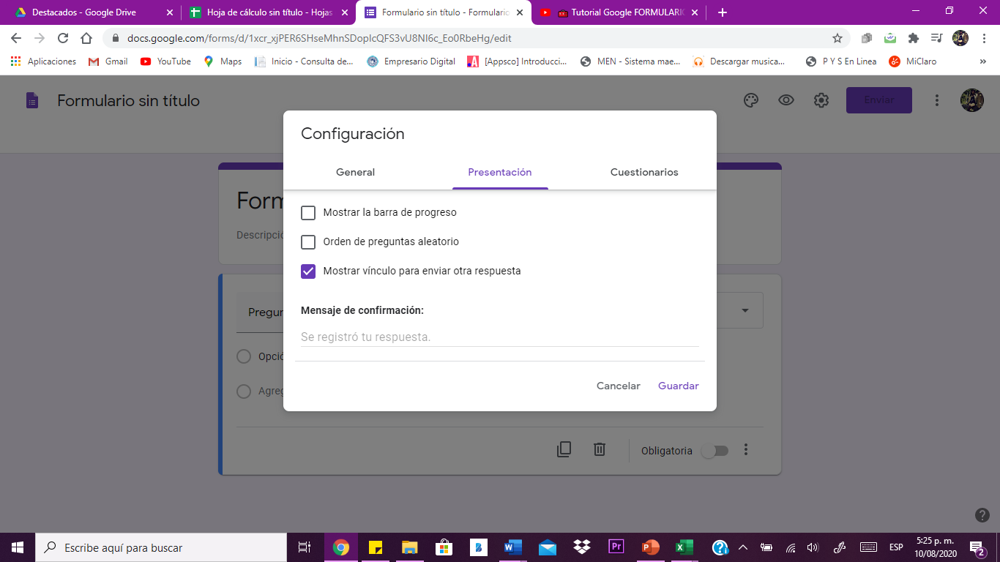 Destacados - Google Drive
Hoja de cálculo sin título - Hojas
Formulario sin título - Formulario
Tutorial Google FORMULARIO
docs.google.com/forms/d/1xcr_xjPER6SHseMhnSDopIcQFS3vU8NI6c_Eo0RbeHg/edit
Aplicaciones
Gmail
YouTube
Maps
Inicio - Consulta de...
Empresario Digital
[Appsco] Introducci...
MEN - Sistema mae...
Descargar musica...
P Y S En Linea
MiClaro
»
Formulario sin título
Enviar
Configuración
General
Presentación
Cuestionarios
Form
Descripció
Mostrar la barra de progreso
Orden de preguntas aleatorio
Mostrar vínculo para enviar otra respuesta
Mensaje de confirmación:
Pregun
Se registró tu respuesta.
Opció
Cancelar
Guardar
Agreg
Obligatoria
Escribe aquí para buscar
ESP
5:25 p. m.
10/08/2020
2